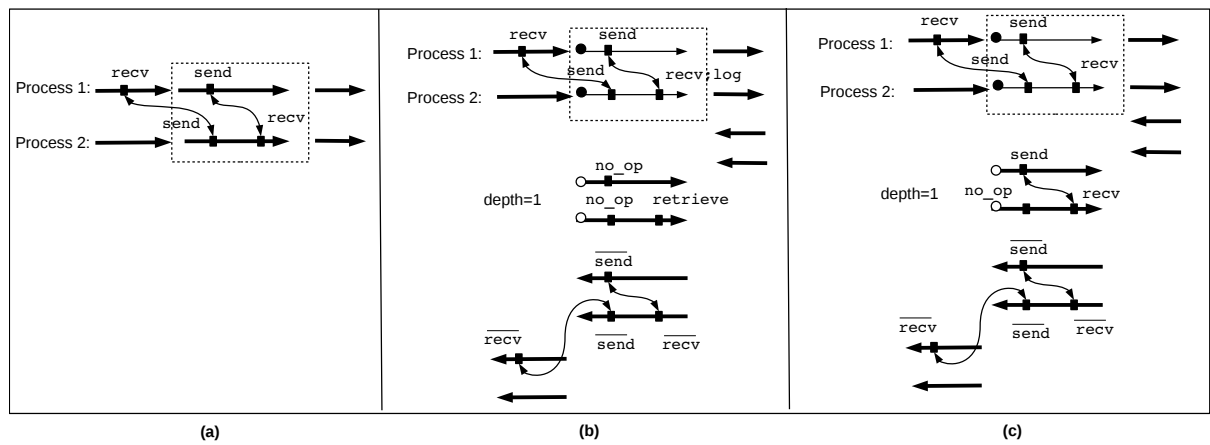 recv
send
Process 1:
send
recv
Process 2:
(a)
send
recv
Process 1:
send
recv;log
Process 2:
no_op
depth=1
no_op
retrieve
send
recv
send
recv
(b)
send
recv
Process 1:
send
recv
Process 2:
send
depth=1
no_op
recv
send
recv
send
recv
(c)